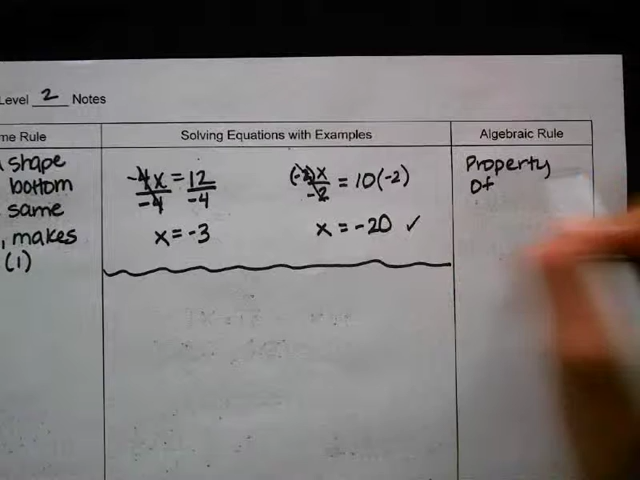 Level 2 Notes
me Rule
Solving Equations with Examples
Algebraic Rule
shape
bottom
same
, makes
(1)
-4x = 12
-4 -4
x = -3
(-2) x = 10(-2)
-2
x = -20 ✓
Property
of